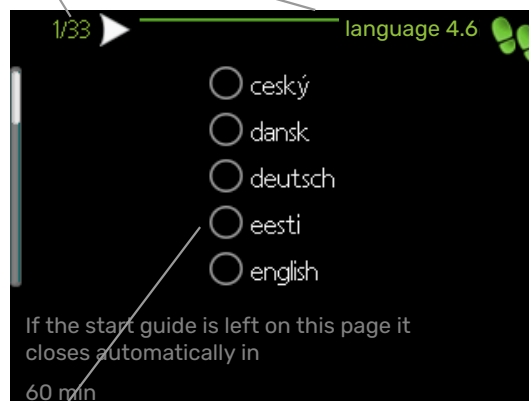 1/33
language 4.6
ceský
dansk
deutsch
eesti
english
If the start guide is left on this page it
closes automatically in
60 min